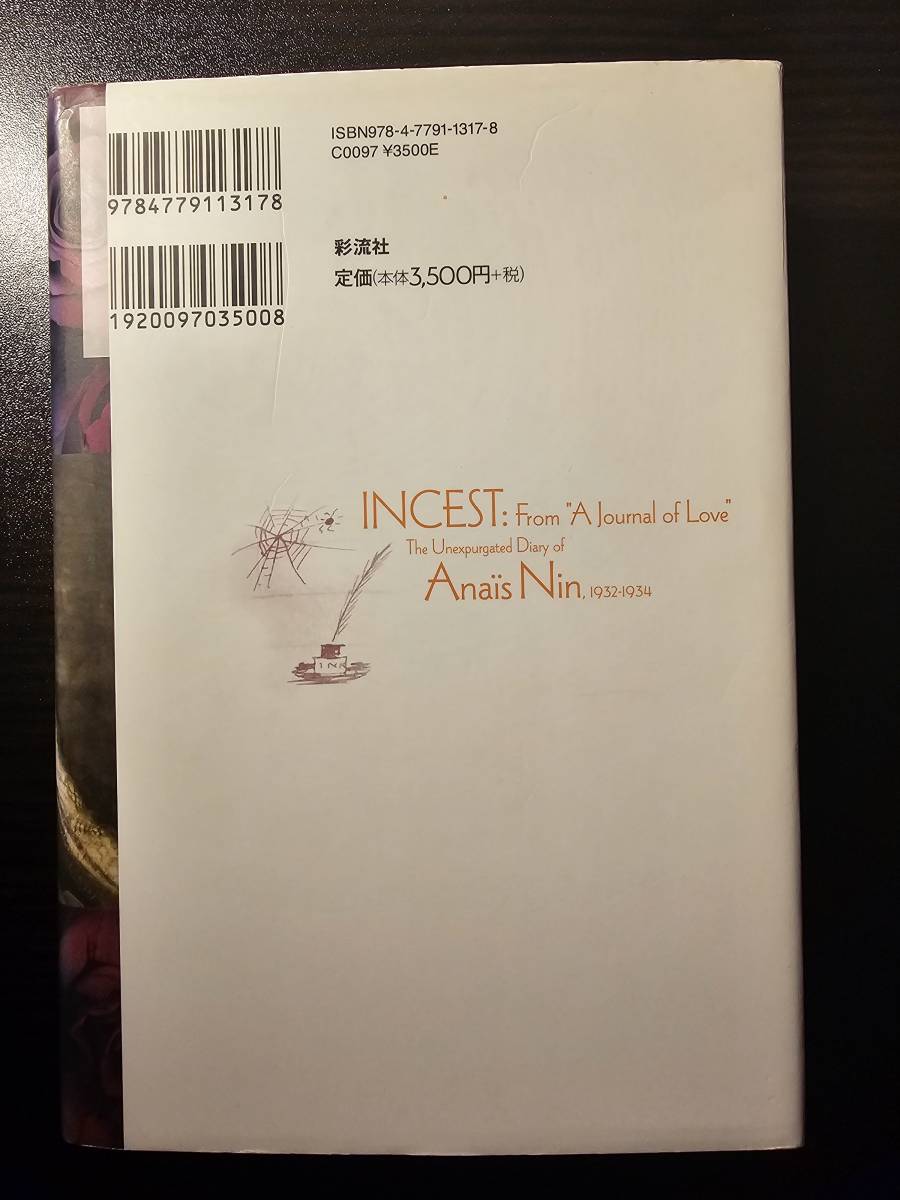 ISBN978-4-7791-1317-8
C0097 ¥3500E
9784779113178
彩流社
定価(本体3,500円+税)
1920097035008
INCEST: From "A Journal of Love"
The Unexpurgated Diary of
Anaïs Nin, 1932-1934
INK